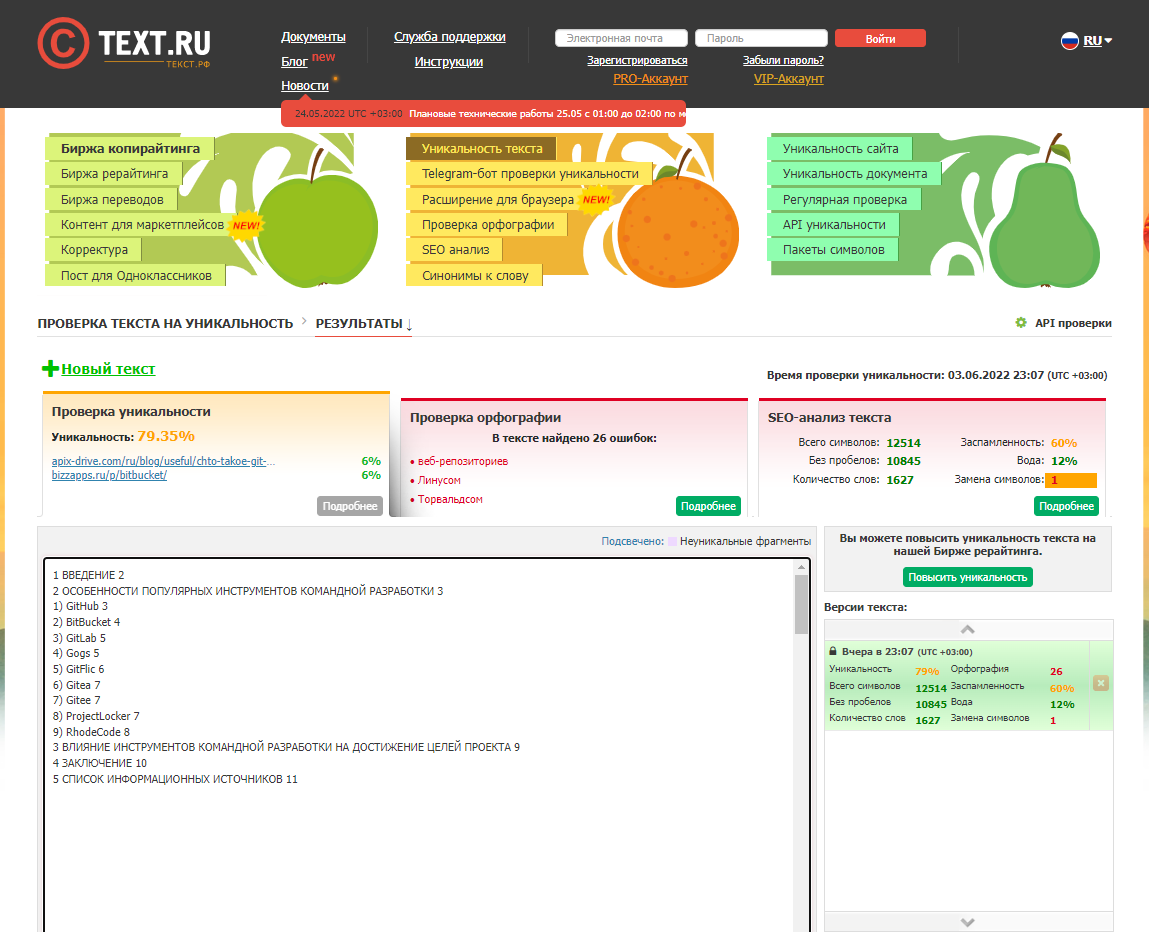 © TEXT.RU
ТЕКСТ.РФ
Документы
Блог new
Новости
Служба поддержки
Инструкции
Электронная почта
Пароль
Войти
Зарегистрироваться
Забыли пароль?
PRO-Аккаунт
VIP-Аккаунт
RU
24.05.2022 UTC +03:00 Плановые технические работы 25.05 с 01:00 до 02:00 по м
Биржа копирайтинга
Биржа рерайтинга
Биржа переводов
Контент для маркетплейсов NEW!
Корректура
Пост для Одноклассников
Уникальность текста
Telegram-бот проверки уникальности
Расширение для браузера NEW!
Проверка орфографии
SEO анализ
Синонимы к слову
Уникальность сайта
Уникальность документа
Регулярная проверка
API уникальности
Пакеты символов
ПРОВЕРКА ТЕКСТА НА УНИКАЛЬНОСТЬ › РЕЗУЛЬТАТЫ ↓
API проверки
Новый текст
Время проверки уникальности: 03.06.2022 23:07 (UTC +03:00)
Проверка уникальности
Уникальность: 79.35%
apix-drive.com/ru/blog/useful/chto-takoe-git-... 6%
bizzapps.ru/p/bitbucket/ 6%
Подробнее
Проверка орфографии
В тексте найдено 26 ошибок:
• веб-репозиториев
• Линусом
• Торвальдсом
Подробнее
SEO-анализ текста
Всего символов: 12514 Заспамленность: 60%
Без пробелов: 10845 Вода: 12%
Количество слов: 1627 Замена символов: 1
Подробнее
Подсвечено: Неуникальные фрагменты
1 ВВЕДЕНИЕ 2
2 ОСОБЕННОСТИ ПОПУЛЯРНЫХ ИНСТРУМЕНТОВ КОМАНДНОЙ РАЗРАБОТКИ 3
1) GitHub 3
2) BitBucket 4
3) GitLab 5
4) Gogs 5
5) GitFlic 6
6) Gitea 7
7) Gitee 7
8) ProjectLocker 7
9) RhodeCode 8
3 ВЛИЯНИЕ ИНСТРУМЕНТОВ КОМАНДНОЙ РАЗРАБОТКИ НА ДОСТИЖЕНИЕ ЦЕЛЕЙ ПРОЕКТА 9
4 ЗАКЛЮЧЕНИЕ 10
5 СПИСОК ИНФОРМАЦИОННЫХ ИСТОЧНИКОВ 11
Вы можете повысить уникальность текста на
нашей Бирже рерайтинга.
Повысить уникальность
Версии текста:
Вчера в 23:07 (UTC +03:00)
Уникальность 79% Орфография 26
Всего символов 12514 Заспамленность 60%
Без пробелов 10845 Вода 12%
Количество слов 1627 Замена символов 1